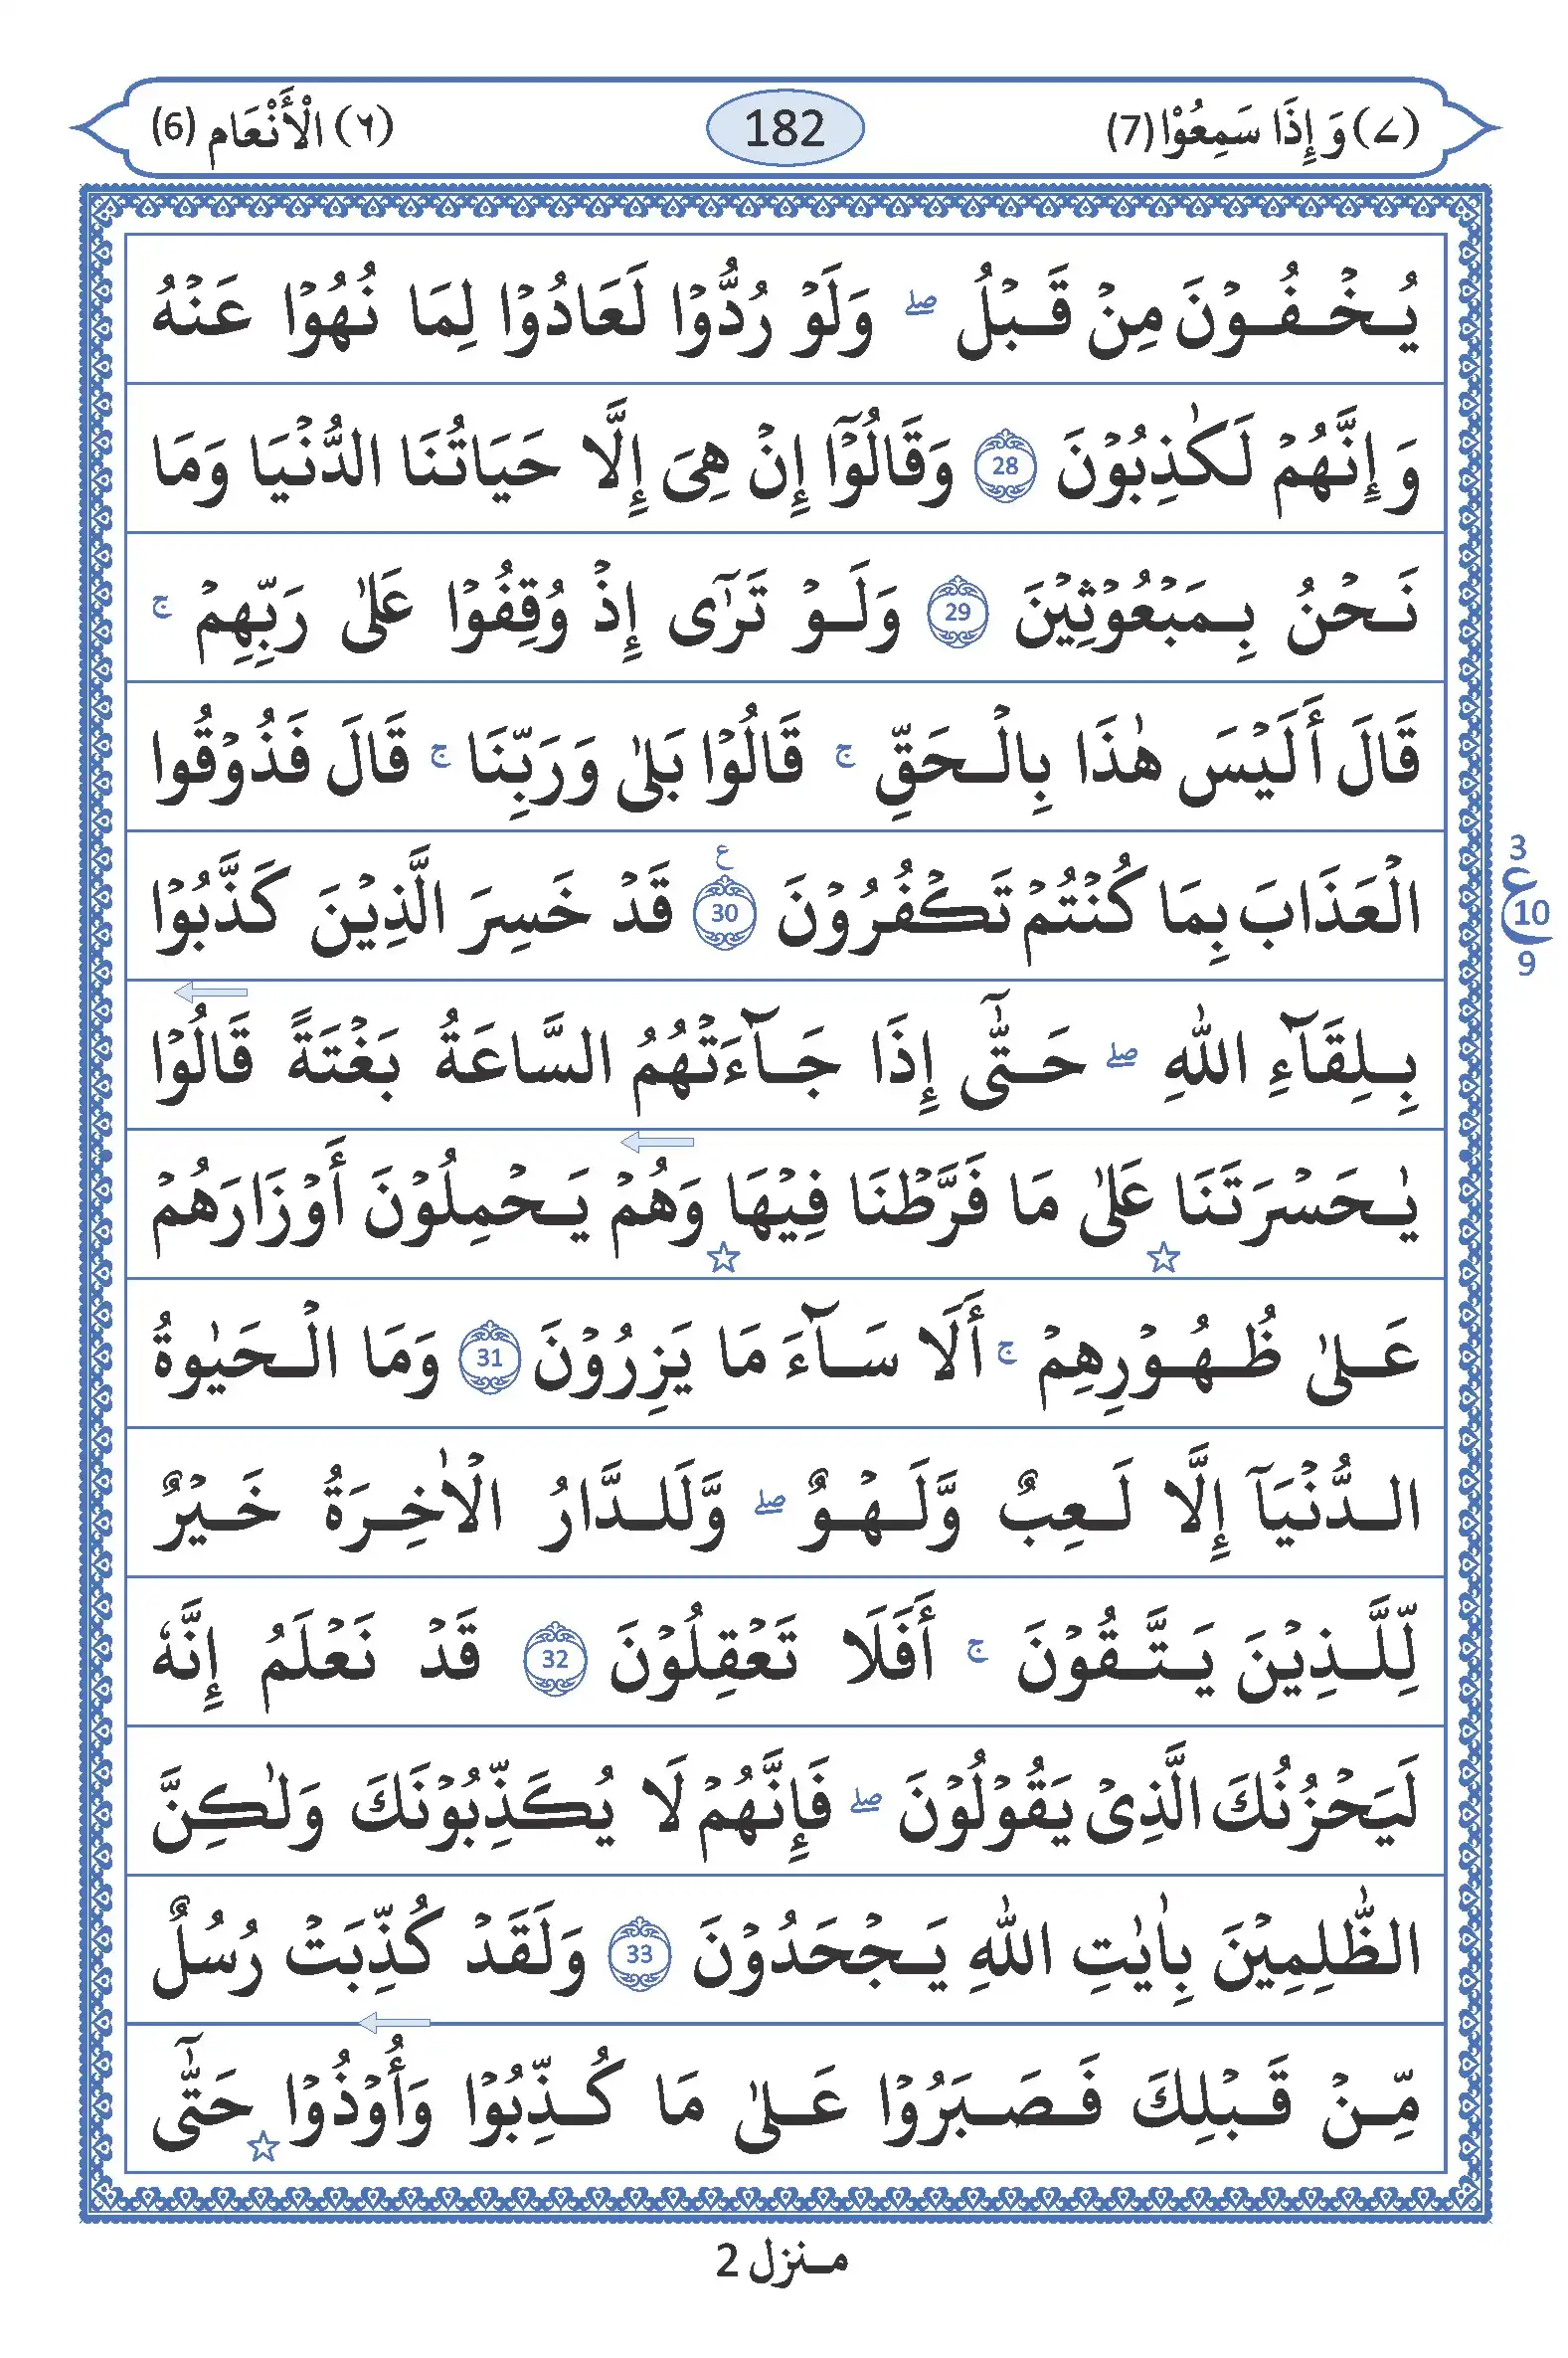 (٧) وَإِذَا سَمِعُوْا (7) 182 (٦) الْأَنْعَام (6)
يُخْفُوْنَ مِنْ قَبْلُ ۖ وَلَوْ رُدُّوْا لَعَادُوْا لِمَا نُهُوْا عَنْهُ
وَإِنَّهُمْ لَكٰذِبُوْنَ 28 وَقَالُوْٓا إِنْ هِىَ إِلَّا حَيَاتُنَا الدُّنْيَا وَمَا
نَحْنُ بِمَبْعُوْثِيْنَ 29 وَلَوْ تَرٰٓى إِذْ وُقِفُوْا عَلٰى رَبِّهِمْ ۚ
قَالَ أَلَيْسَ هٰذَا بِالْحَقِّ ۚ قَالُوْا بَلٰى وَرَبِّنَا ۚ قَالَ فَذُوْقُوا
الْعَذَابَ بِمَا كُنْتُمْ تَكْفُرُوْنَ 30 ع قَدْ خَسِرَ الَّذِيْنَ كَذَّبُوْا
3 ع 10 9
بِلِقَآءِ اللّٰهِ ۖ حَتّٰٓى إِذَا جَآءَتْهُمُ السَّاعَةُ بَغْتَةً قَالُوْا
يٰحَسْرَتَنَا عَلٰى مَا فَرَّطْنَا فِيْهَا وَهُمْ يَحْمِلُوْنَ أَوْزَارَهُمْ
عَلٰى ظُهُوْرِهِمْ ۚ أَلَا سَآءَ مَا يَزِرُوْنَ 31 وَمَا الْحَيٰوةُ
الدُّنْيَآ إِلَّا لَعِبٌ وَّلَهْوٌ ۖ وَّلَلدَّارُ الْاٰخِرَةُ خَيْرٌ
لِّلَّذِيْنَ يَتَّقُوْنَ ۚ أَفَلَا تَعْقِلُوْنَ 32 قَدْ نَعْلَمُ إِنَّهٗ
لَيَحْزُنُكَ الَّذِىْ يَقُوْلُوْنَ ۖ فَإِنَّهُمْ لَا يُكَذِّبُوْنَكَ وَلٰكِنَّ
الظّٰلِمِيْنَ بِاٰيٰتِ اللّٰهِ يَجْحَدُوْنَ 33 وَلَقَدْ كُذِّبَتْ رُسُلٌ
مِّنْ قَبْلِكَ فَصَبَرُوْا عَلٰى مَا كُذِّبُوْا وَأُوْذُوْا حَتّٰٓى
منزل 2